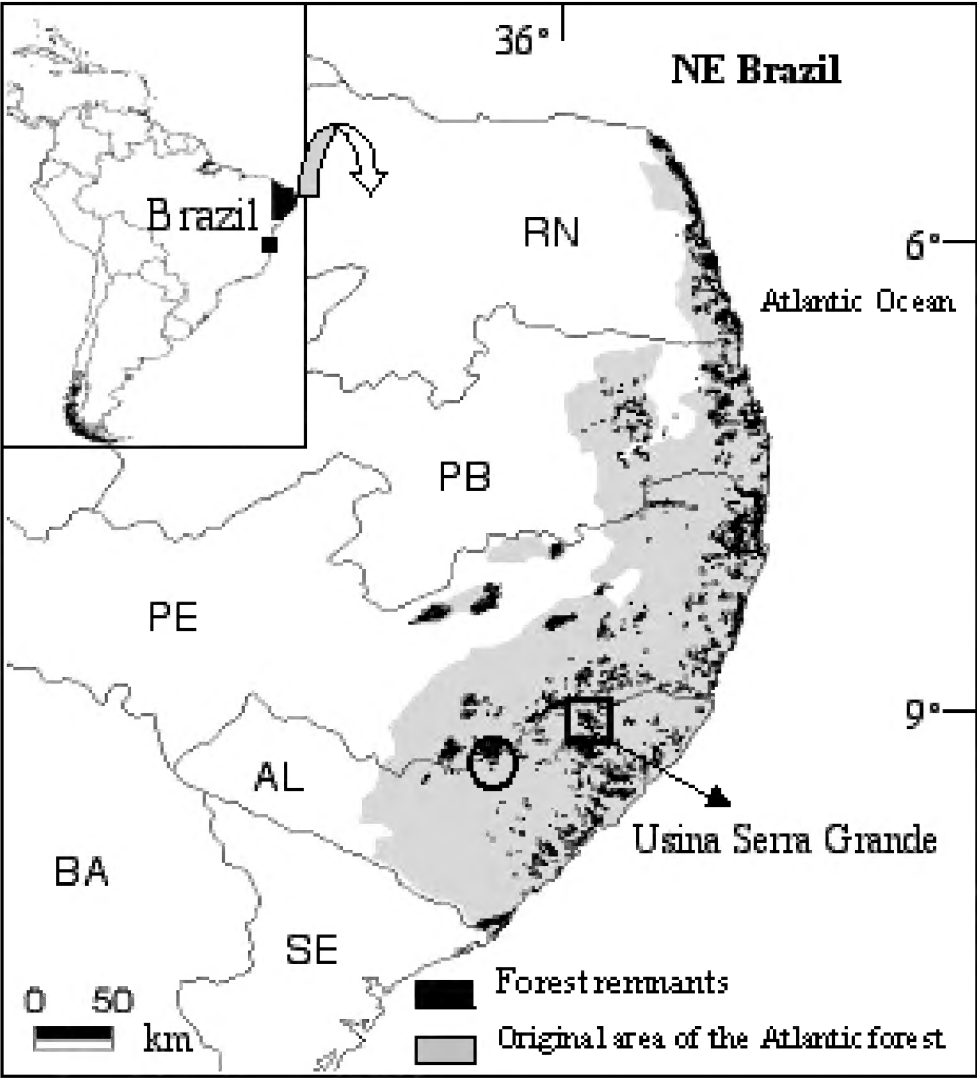 36°
NE Brazil
Brazil
RN
6°
Atlantic Ocean
PB
PE
9°
AL
Usina Serra Grande
BA
SE
Forest remnants
0 50
km
Original area of the Atlantic forest